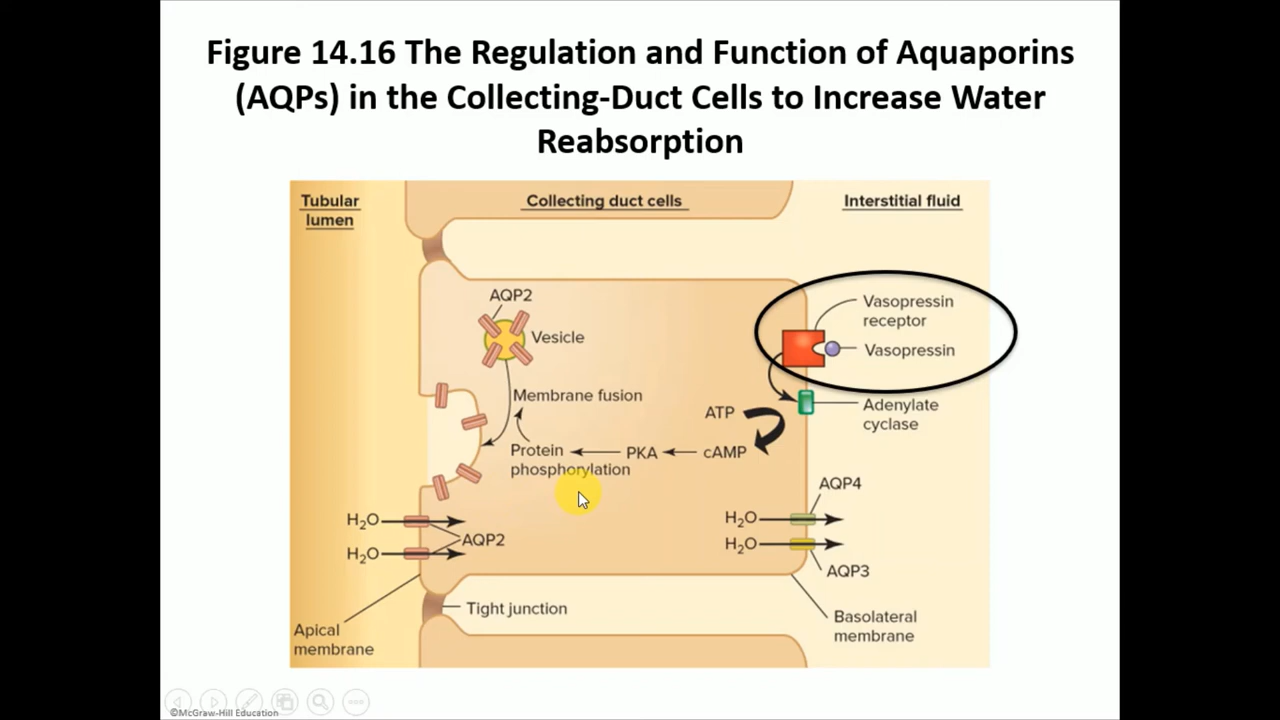 Figure 14.16 The Regulation and Function of Aquaporins
(AQPs) in the Collecting-Duct Cells to Increase Water
Reabsorption
Tubular
lumen
Collecting duct cells
Interstitial fluid
AQP2
Vesicle
Vasopressin
receptor
Vasopressin
Membrane fusion
ATP
Adenylate
cyclase
Protein
phosphorylation
PKA
cAMP
AQP4
H₂O
H₂O
AQP2
H₂O
H₂O
AQP3
Tight junction
Apical
membrane
Basolateral
membrane
©McGraw-Hill Education